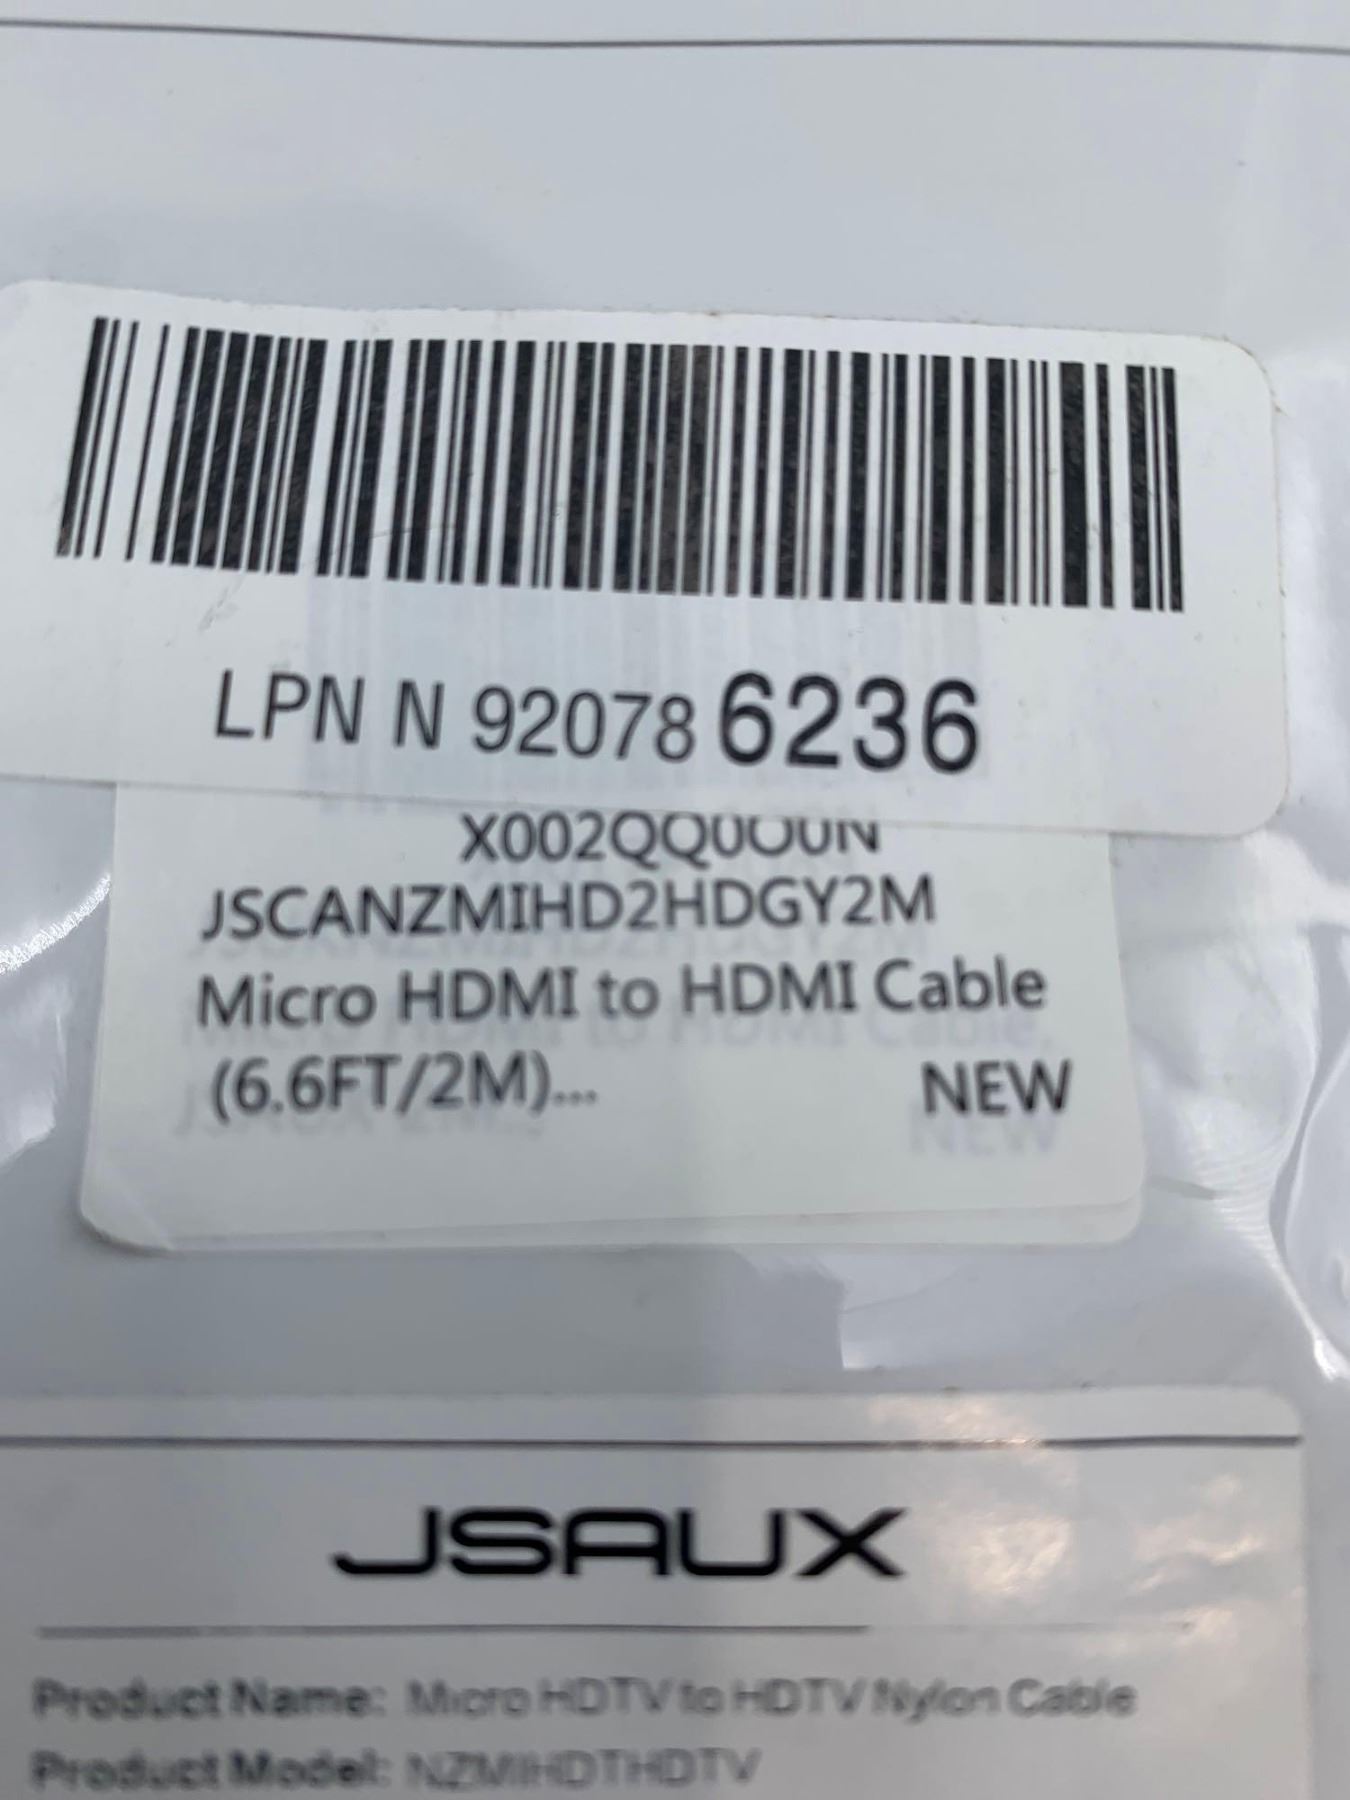 LPN N 92078 6236
JSCANZMIHD2HDGY2M
Micro HDMI to HDMI Cable
(6.6FT/2M)... NEW
JSAUX
Product Name: Micro HDTV to HDTV Nylon Cable
Product Model: NZMIHDTHDTV